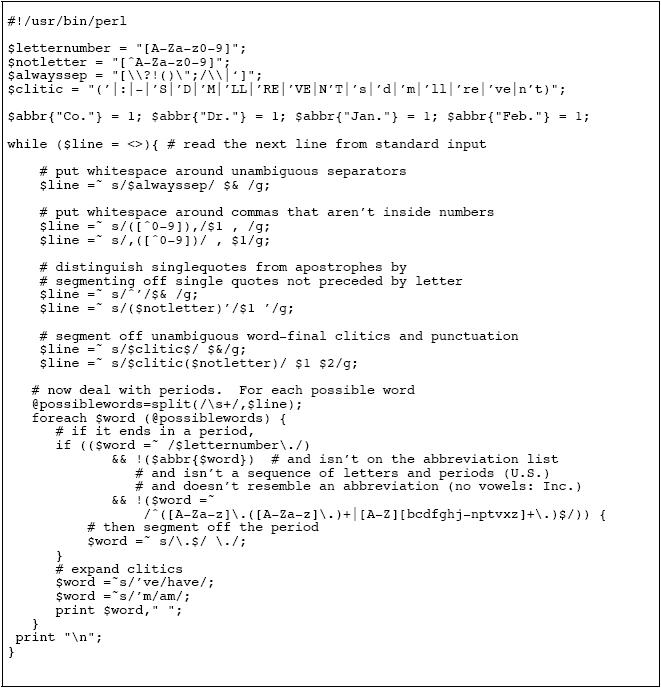 #!/usr/bin/perl
$letternumber = "[A-Za-z0-9]";
$notletter = "[^A-Za-z0-9]";
$alwayssep = "[\\?!()\";/\\|‘]";
$clitic = "(’|:|-|’S|’D|’M|’LL|’RE|’VE|N’T|’s|’d|’m|’ll|’re|’ve|n’t)";
$abbr{"Co."} = 1; $abbr{"Dr."} = 1; $abbr{"Jan."} = 1; $abbr{"Feb."} = 1;
while ($line = <>){ # read the next line from standard input
# put whitespace around unambiguous separators
$line =~ s/$alwayssep/ $& /g;
# put whitespace around commas that aren’t inside numbers
$line =~ s/([^0-9]),/$1 , /g;
$line =~ s/,([^0-9])/ , $1/g;
# distinguish singlequotes from apostrophes by
# segmenting off single quotes not preceded by letter
$line =~ s/^’/$& /g;
$line =~ s/($notletter)’/$1 ’/g;
# segment off unambiguous word-final clitics and punctuation
$line =~ s/$clitic$/ $&/g;
$line =~ s/$clitic($notletter)/ $1 $2/g;
# now deal with periods.  For each possible word
@possiblewords=split(/\s+/,$line);
foreach $word (@possiblewords) {
# if it ends in a period,
if (($word =~ /$letternumber\./)
&& !($abbr{$word})  # and isn’t on the abbreviation list
# and isn’t a sequence of letters and periods (U.S.)
# and doesn’t resemble an abbreviation (no vowels: Inc.)
&& !($word =~
/^([A-Za-z]\.([A-Za-z]\.)+|[A-Z][bcdfghj-nptvxz]+\.)$/)) {
# then segment off the period
$word =~ s/\.$/ \./;
}
# expand clitics
$word =~s/’ve/have/;
$word =~s/’m/am/;
print $word," ";
}
print "\n";
}